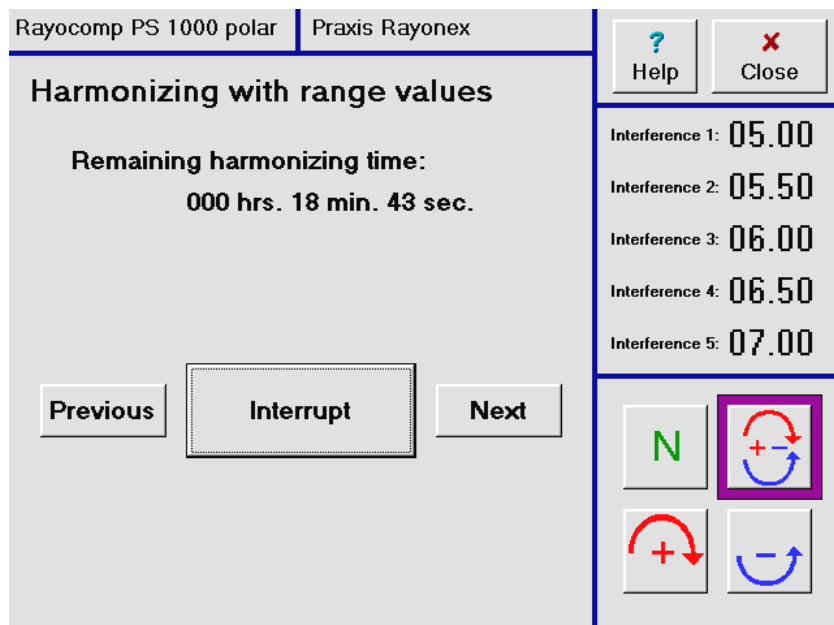 Rayocomp PS 1000 polar
Praxis Rayonex
?
Help
✗
Close
Harmonizing with range values
Remaining harmonizing time:
000 hrs. 18 min. 43 sec.
Interference 1: 05.00
Interference 2: 05.50
Interference 3: 06.00
Interference 4: 06.50
Interference 5: 07.00
Previous
Interrupt
Next
N
+ −
+
−